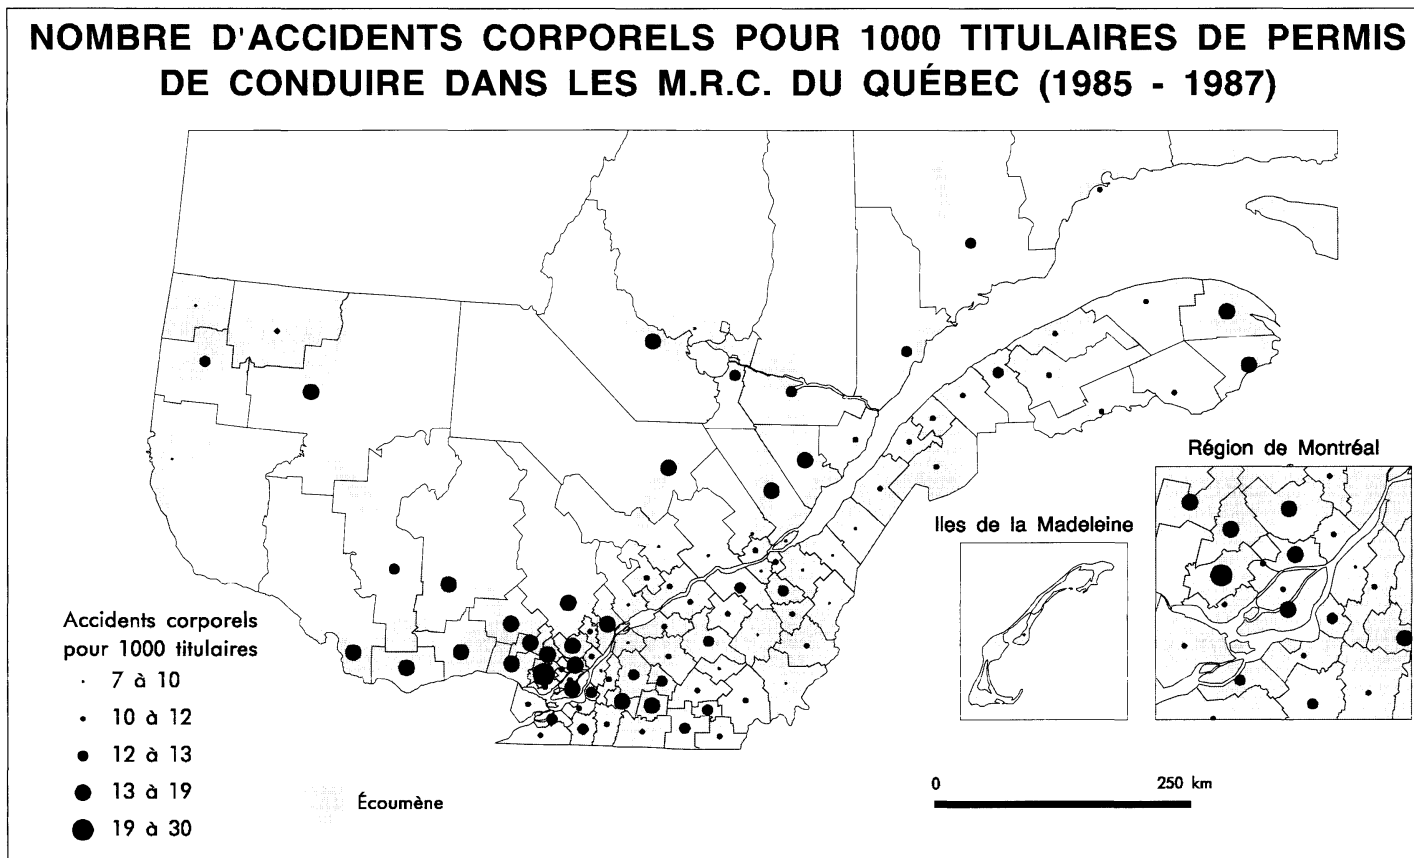 NOMBRE D'ACCIDENTS CORPORELS POUR 1000 TITULAIRES DE PERMIS
DE CONDUIRE DANS LES M.R.C. DU QUÉBEC (1985 - 1987)
Région de Montréal
Iles de la Madeleine
Accidents corporels
pour 1000 titulaires
7 à 10
10 à 12
12 à 13
13 à 19
19 à 30
Écoumène
0
250 km